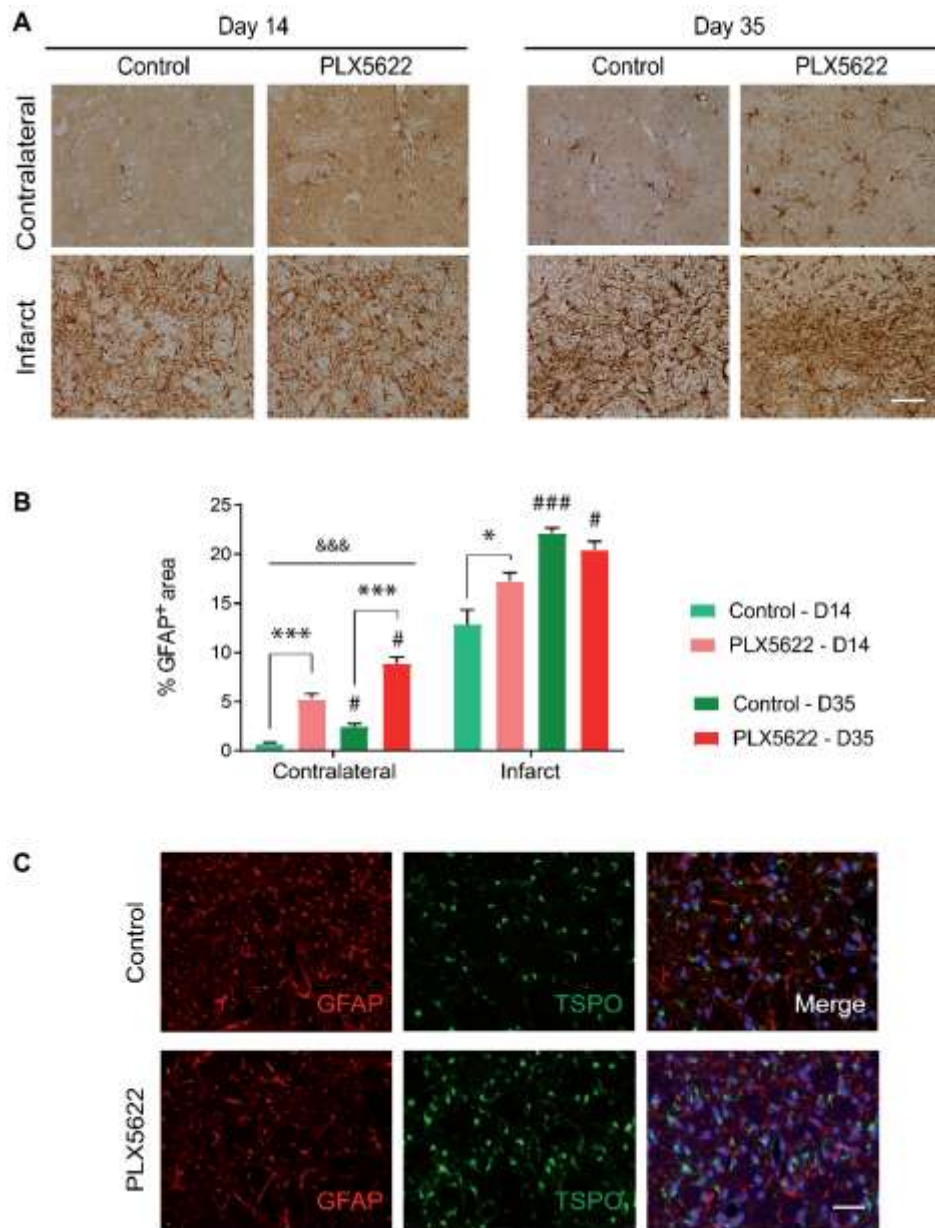 A
Day 14
Day 35
Control
PLX5622
Control
PLX5622
Contralateral
Infarct
B
% GFAP⁺ area
25
20
15
10
5
0
&&&
***
***
#
#
*
###
#
Contralateral
Infarct
Control - D14
PLX5622 - D14
Control - D35
PLX5622 - D35
C
Control
GFAP
TSPO
Merge
PLX5622
GFAP
TSPO